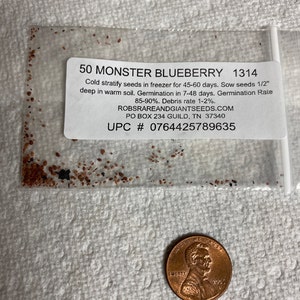 50 MONSTER BLUEBERRY 1314
Cold stratify seeds in freezer for 45-60 days. Sow seeds 1/2"
deep in warm soil. Germination in 7-48 days. Germination Rate
85-90%. Debris rate 1-2%.
ROBSRAREANDGIANTSEEDS.COM
PO BOX 234 GUILD, TN 37340
UPC # 0764425789635